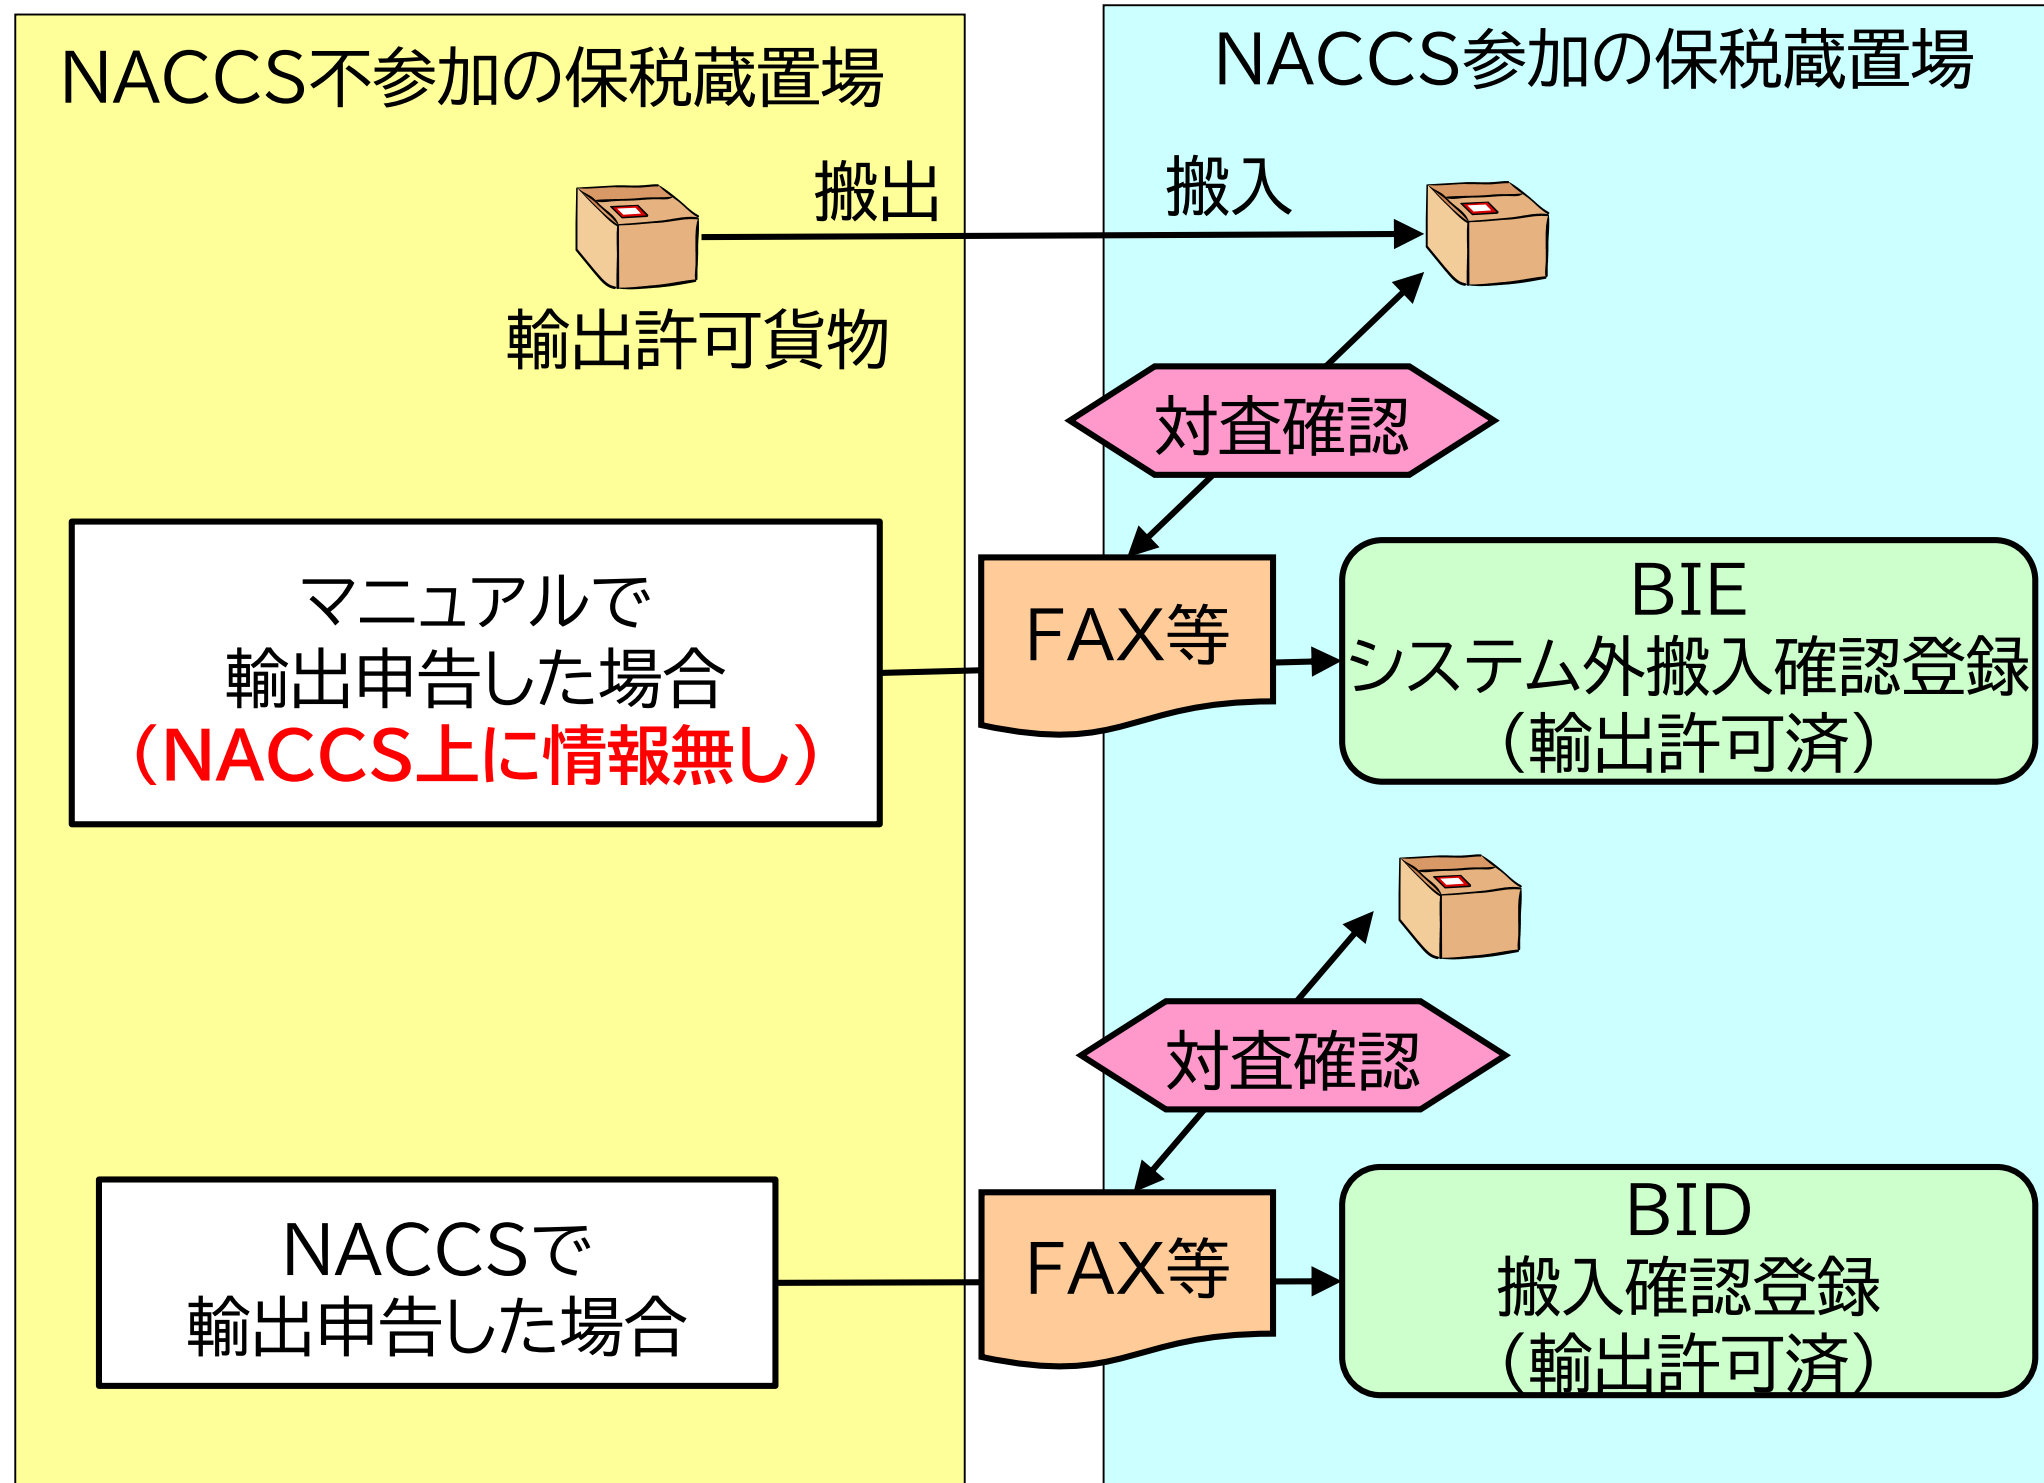 NACCS不参加の保税蔵置場
NACCS参加の保税蔵置場
搬出
搬入
輸出許可貨物
対査確認
マニュアルで
輸出申告した場合
（NACCS上に情報無し）
FAX等
BIE
システム外搬入確認登録
（輸出許可済）
対査確認
NACCSで
輸出申告した場合
FAX等
BID
搬入確認登録
（輸出許可済）